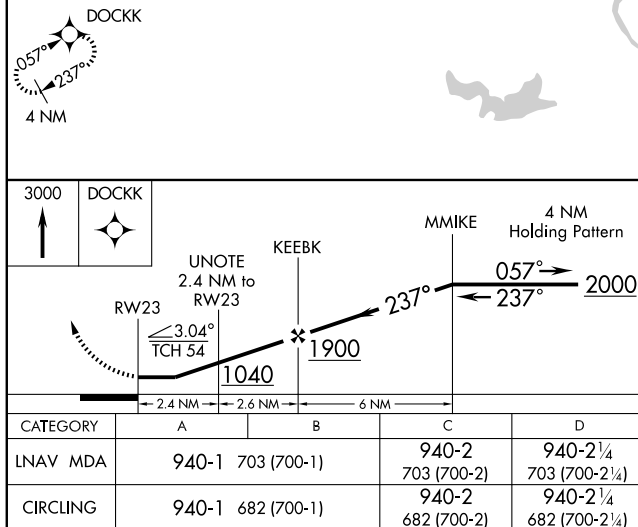 DOCKK
057°
237°
4 NM
3000
DOCKK
UNOTE
2.4 NM to
RW23
KEEBK
MMIKE
4 NM
Holding Pattern
RW23
3.04°
TCH 54
1040
1900
237°
057°
237°
2000
2.4 NM
2.6 NM
6 NM
CATEGORY A B C D
LNAV MDA 940-1 703 (700-1) 940-2 703 (700-2) 940-2¼ 703 (700-2¼)
CIRCLING 940-1 682 (700-1) 940-2 682 (700-2) 940-2¼ 682 (700-2¼)